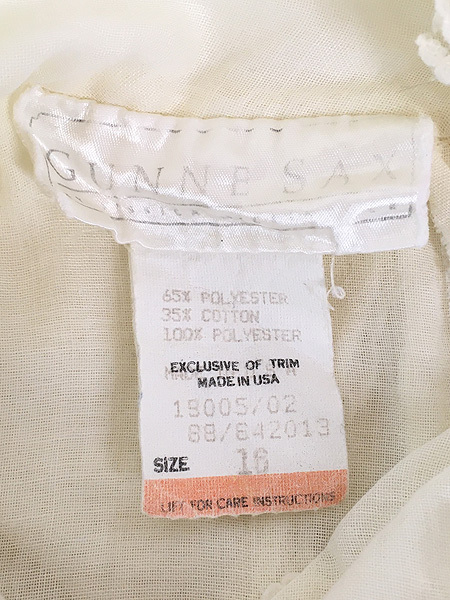 GUNNE SAX
65% POLYESTER
35% COTTON
100% POLYESTER
EXCLUSIVE OF TRIM
MADE IN USA
18005/02
88/842013
SIZE 16
LIFT FOR CARE INSTRUCTIONS